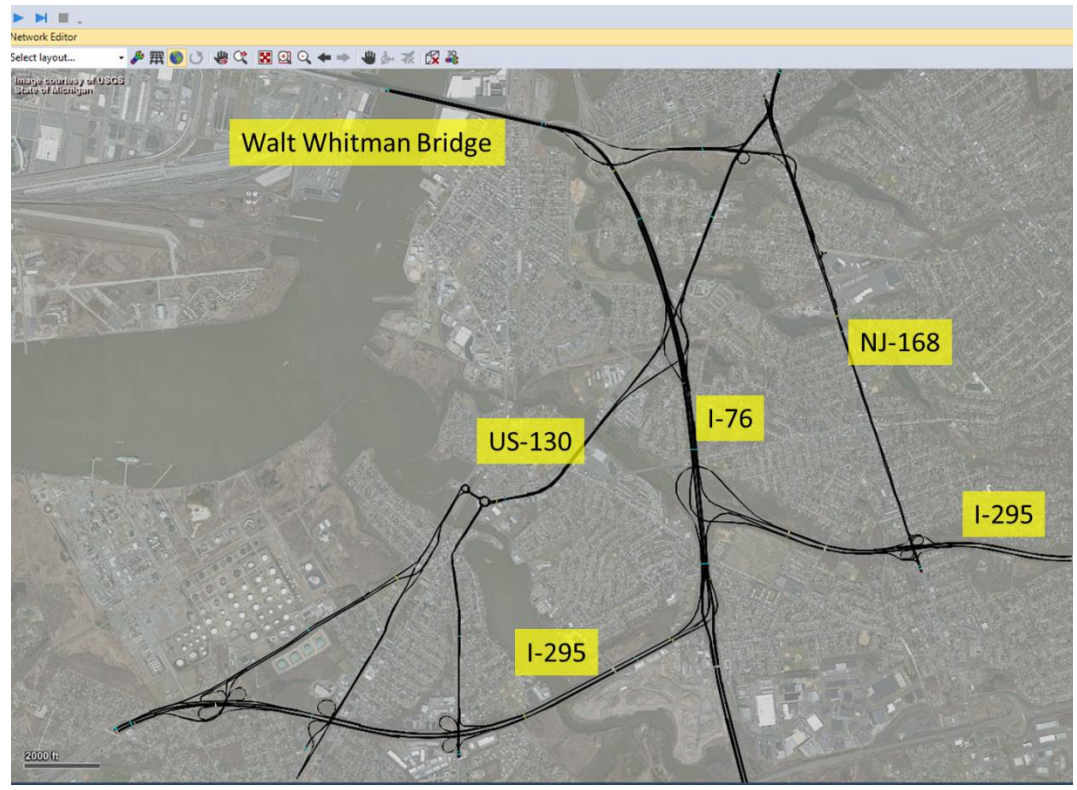 Network Editor
Select layout...
Image courtesy of USGS
State of Michigan
Walt Whitman Bridge
NJ-168
I-76
US-130
I-295
I-295
2000 ft